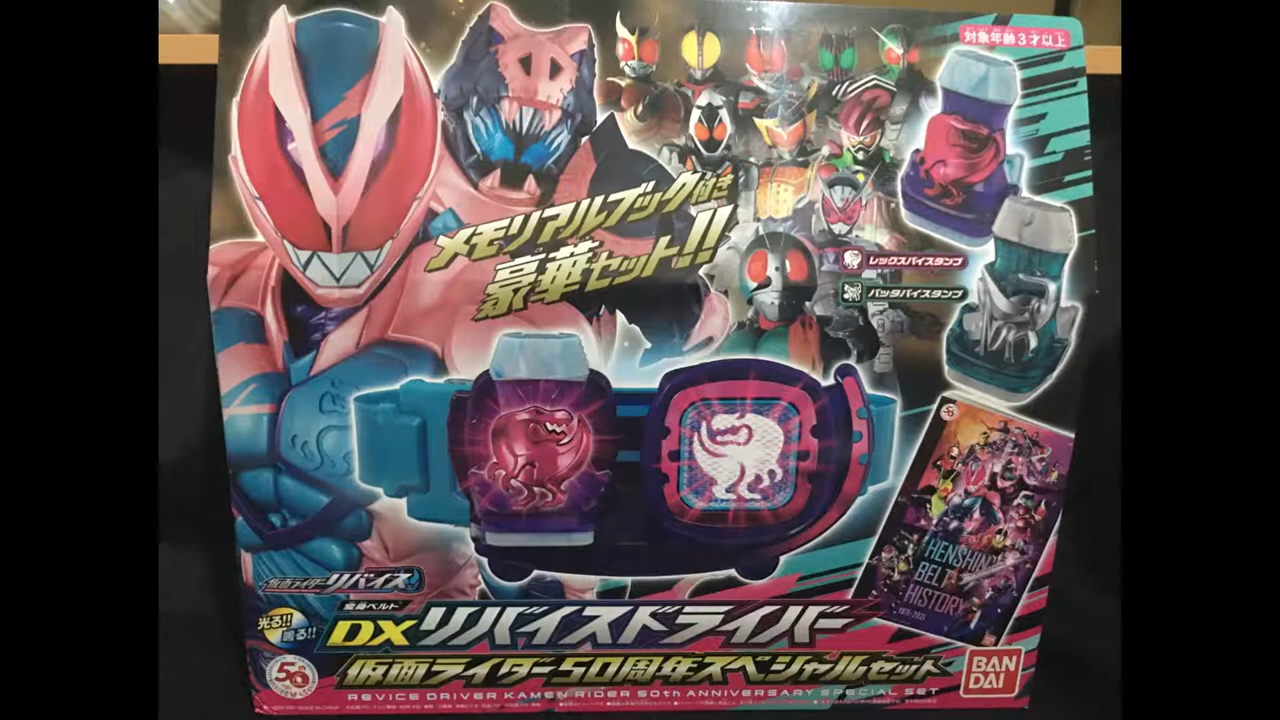 対象年齢3才以上
メモリアルブック付き
豪華セット!!
レックスバイスタンプ
バッタバイスタンプ
HENSHIN
BELT
HISTORY
1971-2021
仮面ライダーリバイス
変身ベルト
光る!!
鳴る!!
DXリバイスドライバー
仮面ライダー50周年スペシャルセット
50th
BAN
DAI
REVICE DRIVER KAMEN RIDER 50th ANNIVERSARY SPECIAL SET